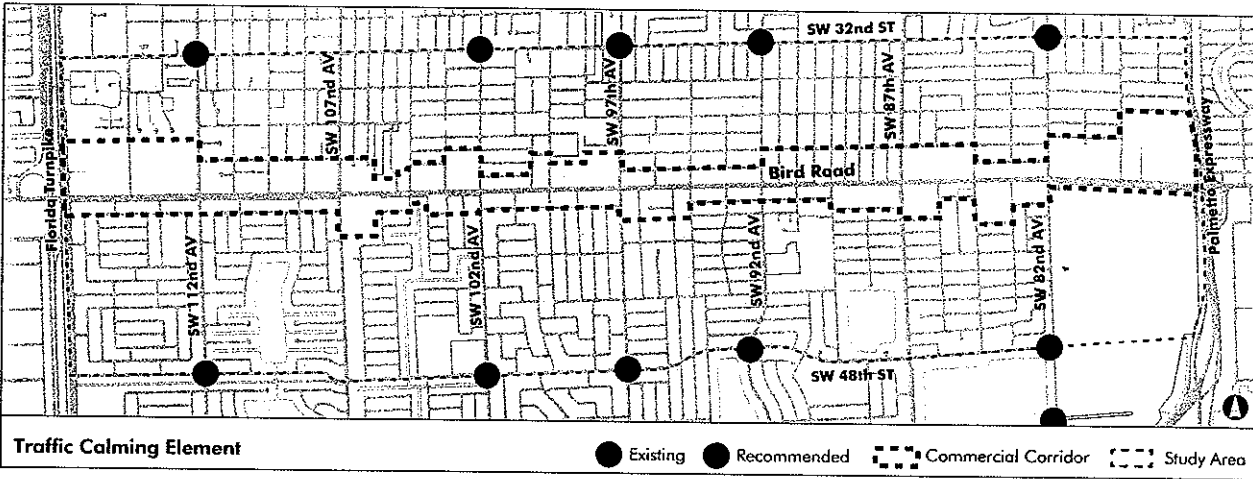 SW 32nd ST
SW 107nd AV
SW 97th AV
SW 87th AV
Florida Turnpike
Palmetto Expressway
Bird Road
SW 112nd AV
SW 102nd AV
SW 92nd AV
SW 82nd AV
SW 48th ST
Traffic Calming Element
Existing
Recommended
Commercial Corridor
Study Area